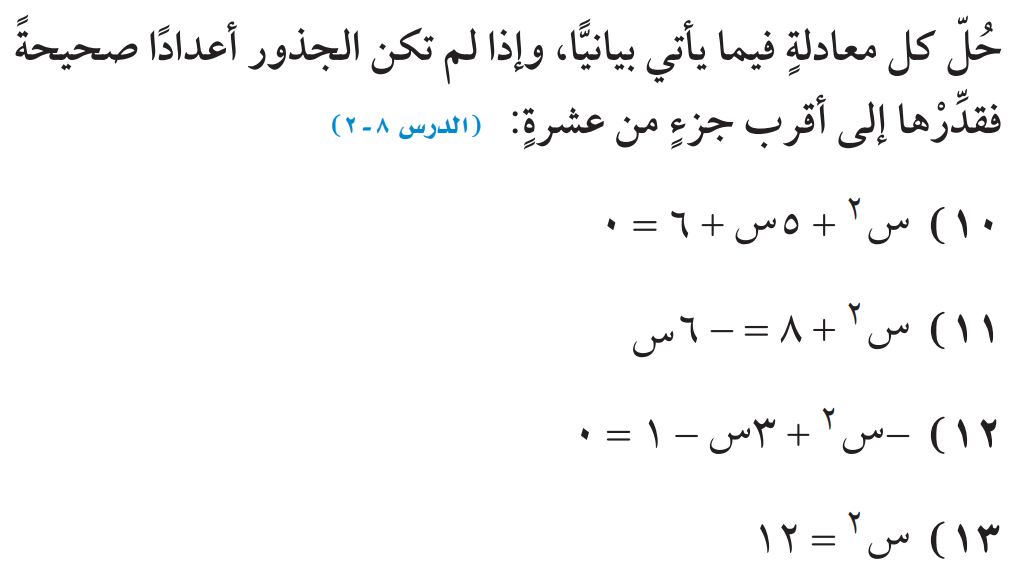 حُلّ كل معادلةٍ فيما يأتي بيانيًّا، وإذا لم تكن الجذور أعدادًا صحيحةً
فقدِّرْها إلى أقرب جزءٍ من عشرةٍ: (الدرس ٨-٢)
١٠) س٢ + ٥س + ٦ = ٠
١١) س٢ + ٨ = – ٦س
١٢) –س٢ + ٣س – ١ = ٠
١٣) س٢ = ١٢